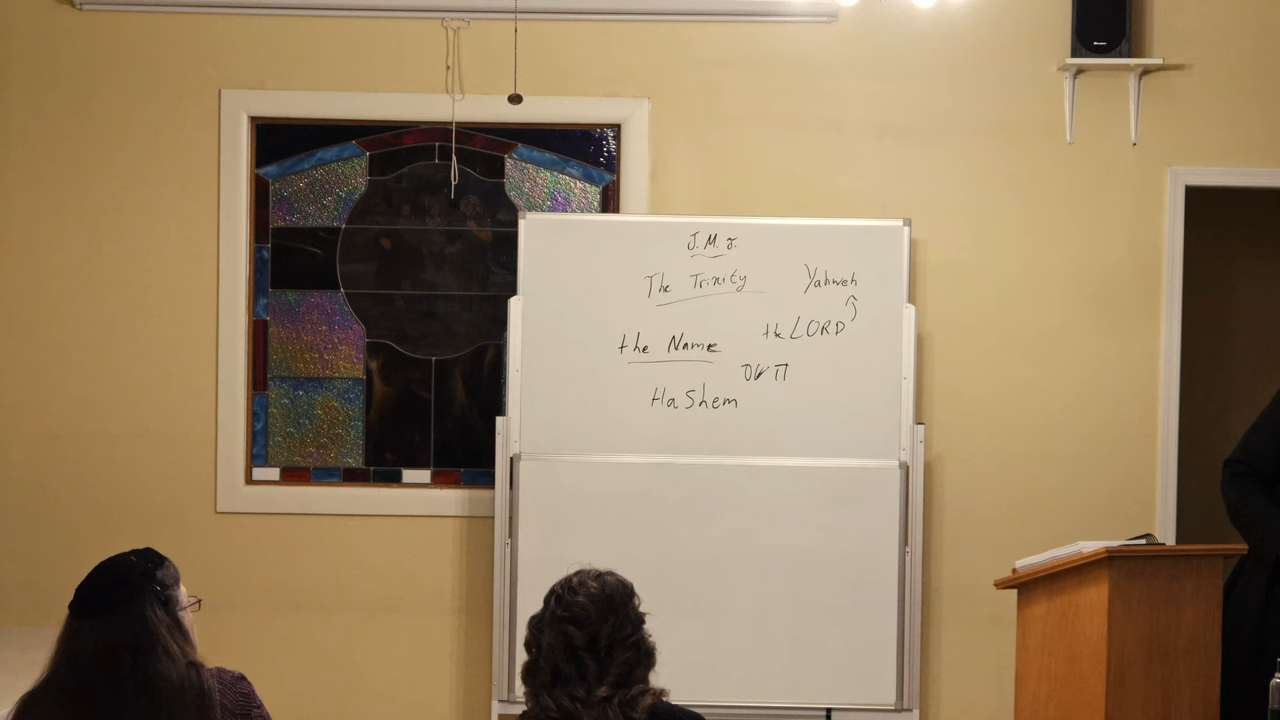 J.M.J.
The Trinity
Yahweh
the LORD
the Name
HaShem